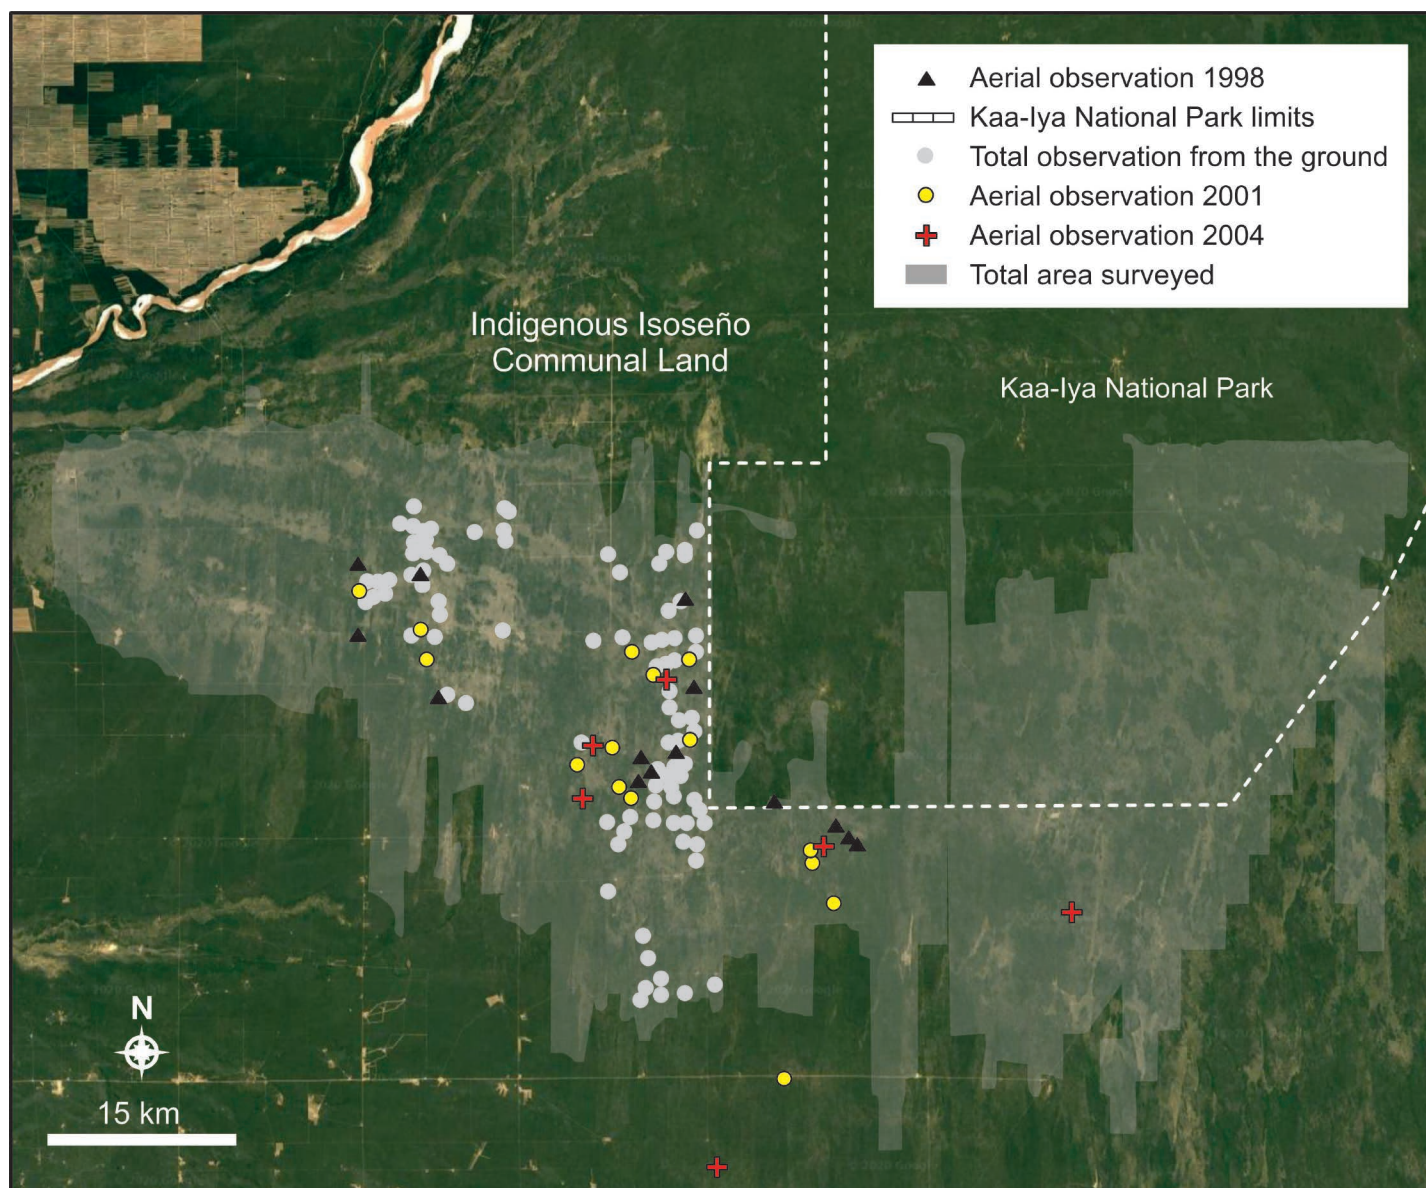 Aerial observation 1998
Kaa-Iya National Park limits
Total observation from the ground
Aerial observation 2001
Aerial observation 2004
Total area surveyed
Indigenous Isoseño
Communal Land
Kaa-Iya National Park
N
15 km